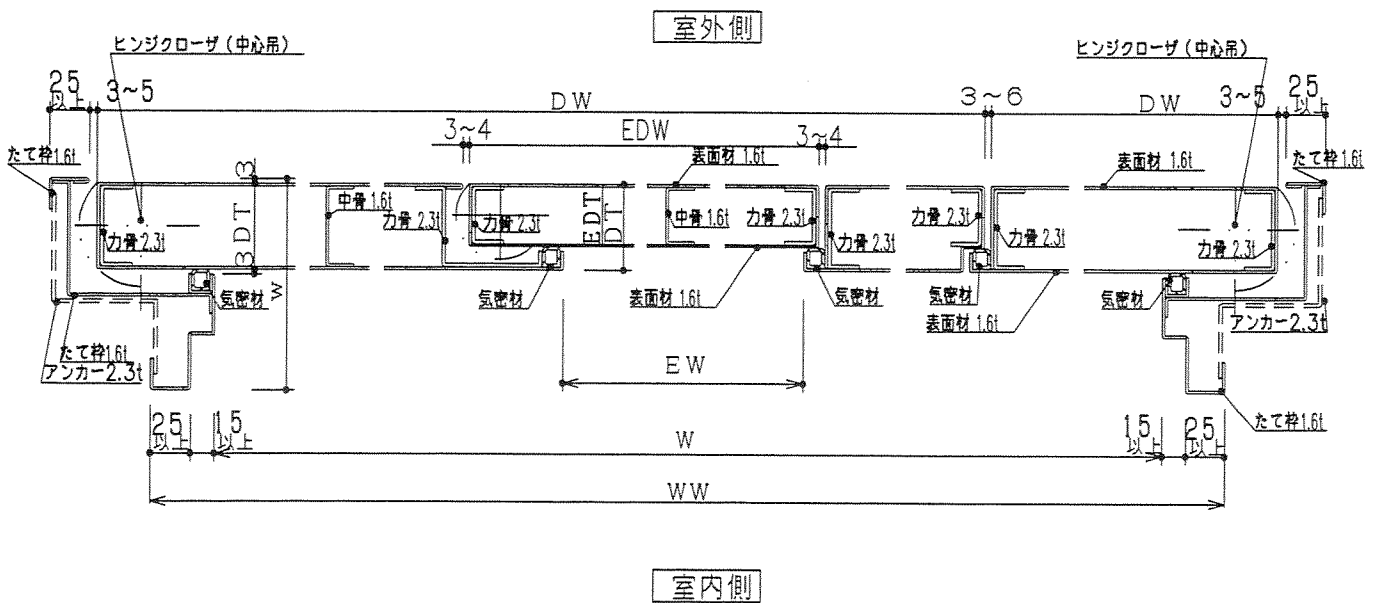 室外側
ヒンジクローザ(中心吊)
ヒンジクローザ(中心吊)
25
以上
3~5
DW
3~6
DW
3~5
25
以上
3~4
EDW
3~4
たて枠1.6t
表面材 1.6t
表面材 1.6t
たて枠1.6t
3
DT
3
W
力骨 2.3t
中骨 1.6t
力骨 2.3t
力骨 2.3t
EDT
DT
中骨 1.6t
力骨 2.3t
力骨 2.3t
力骨 2.3t
力骨 2.3t
力骨 2.3t
気密材
気密材
表面材 1.6t
気密材
気密材
表面材 1.6t
気密材
アンカー2.3t
たて枠1.6t
アンカー2.3t
EW
たて枠1.6t
25
以上
15
以上
W
15
以上
25
以上
WW
室内側